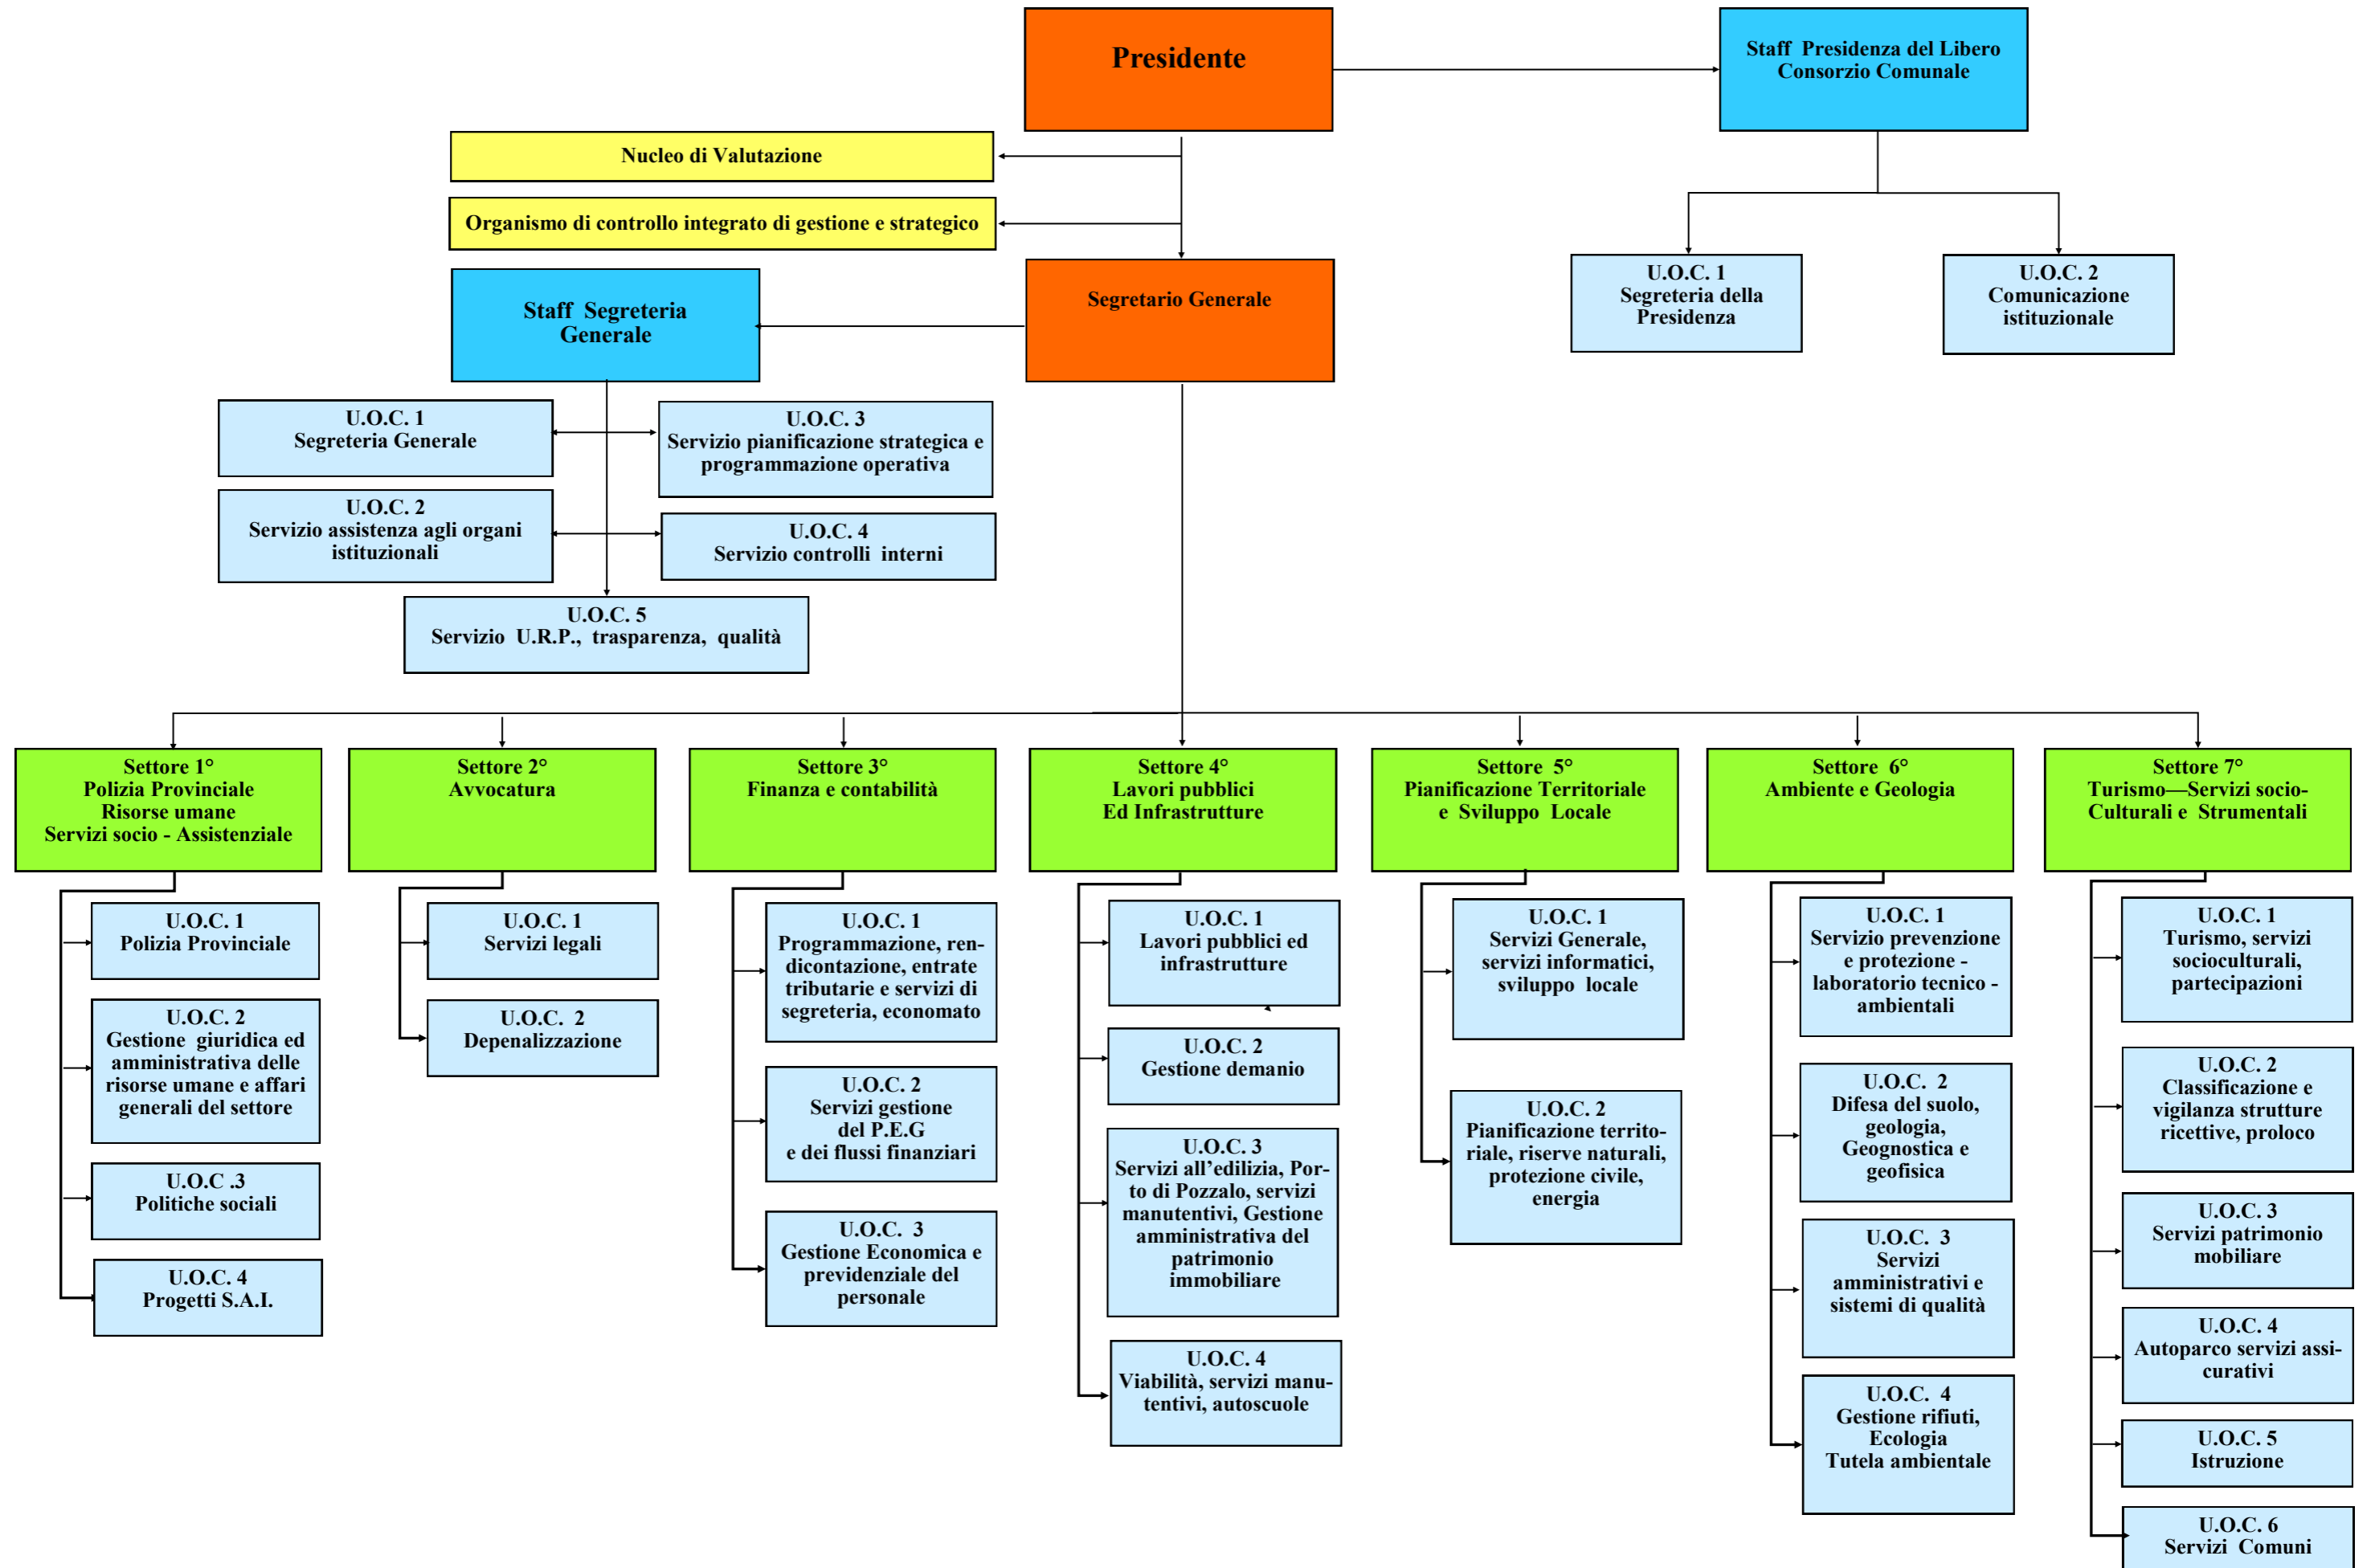 Presidente
Staff Presidenza del Libero
Consorzio Comunale
Nucleo di Valutazione
Organismo di controllo integrato di gestione e strategico
Staff Segreteria
Generale
Segretario Generale
U.O.C. 1
Segreteria della
Presidenza
U.O.C. 2
Comunicazione
istituzionale
U.O.C. 1
Segreteria Generale
U.O.C. 3
Servizio pianificazione strategica e
programmazione operativa
U.O.C. 2
Servizio assistenza agli organi
istituzionali
U.O.C. 4
Servizio controlli interni
U.O.C. 5
Servizio U.R.P., trasparenza, qualità
Settore 1°
Polizia Provinciale
Risorse umane
Servizi socio - Assistenziale
Settore 2°
Avvocatura
Settore 3°
Finanza e contabilità
Settore 4°
Lavori pubblici
Ed Infrastrutture
Settore 5°
Pianificazione Territoriale
e Sviluppo Locale
Settore 6°
Ambiente e Geologia
Settore 7°
Turismo—Servizi socio-
Culturali e Strumentali
U.O.C. 1
Polizia Provinciale
U.O.C. 2
Gestione giuridica ed
amministrativa delle
risorse umane e affari
generali del settore
U.O.C .3
Politiche sociali
U.O.C. 4
Progetti S.A.I.
U.O.C. 1
Servizi legali
U.O.C. 2
Depenalizzazione
U.O.C. 1
Programmazione, ren-
dicontazione, entrate
tributarie e servizi di
segreteria, economato
U.O.C. 2
Servizi gestione
del P.E.G
e dei flussi finanziari
U.O.C. 3
Gestione Economica e
previdenziale del
personale
U.O.C. 1
Lavori pubblici ed
infrastrutture
U.O.C. 2
Gestione demanio
U.O.C. 3
Servizi all'edilizia, Por-
to di Pozzalo, servizi
manutentivi, Gestione
amministrativa del
patrimonio
immobiliare
U.O.C. 4
Viabilità, servizi manu-
tentivi, autoscuole
U.O.C. 1
Servizi Generale,
servizi informatici,
sviluppo locale
U.O.C. 2
Pianificazione territo-
riale, riserve naturali,
protezione civile,
energia
U.O.C. 1
Servizio prevenzione
e protezione -
laboratorio tecnico -
ambientali
U.O.C. 2
Difesa del suolo,
geologia,
Geognostica e
geofisica
U.O.C. 3
Servizi
amministrativi e
sistemi di qualità
U.O.C. 4
Gestione rifiuti,
Ecologia
Tutela ambientale
U.O.C. 1
Turismo, servizi
socioculturali,
partecipazioni
U.O.C. 2
Classificazione e
vigilanza strutture
ricettive, proloco
U.O.C. 3
Servizi patrimonio
mobiliare
U.O.C. 4
Autoparco servizi assi-
curativi
U.O.C. 5
Istruzione
U.O.C. 6
Servizi Comuni